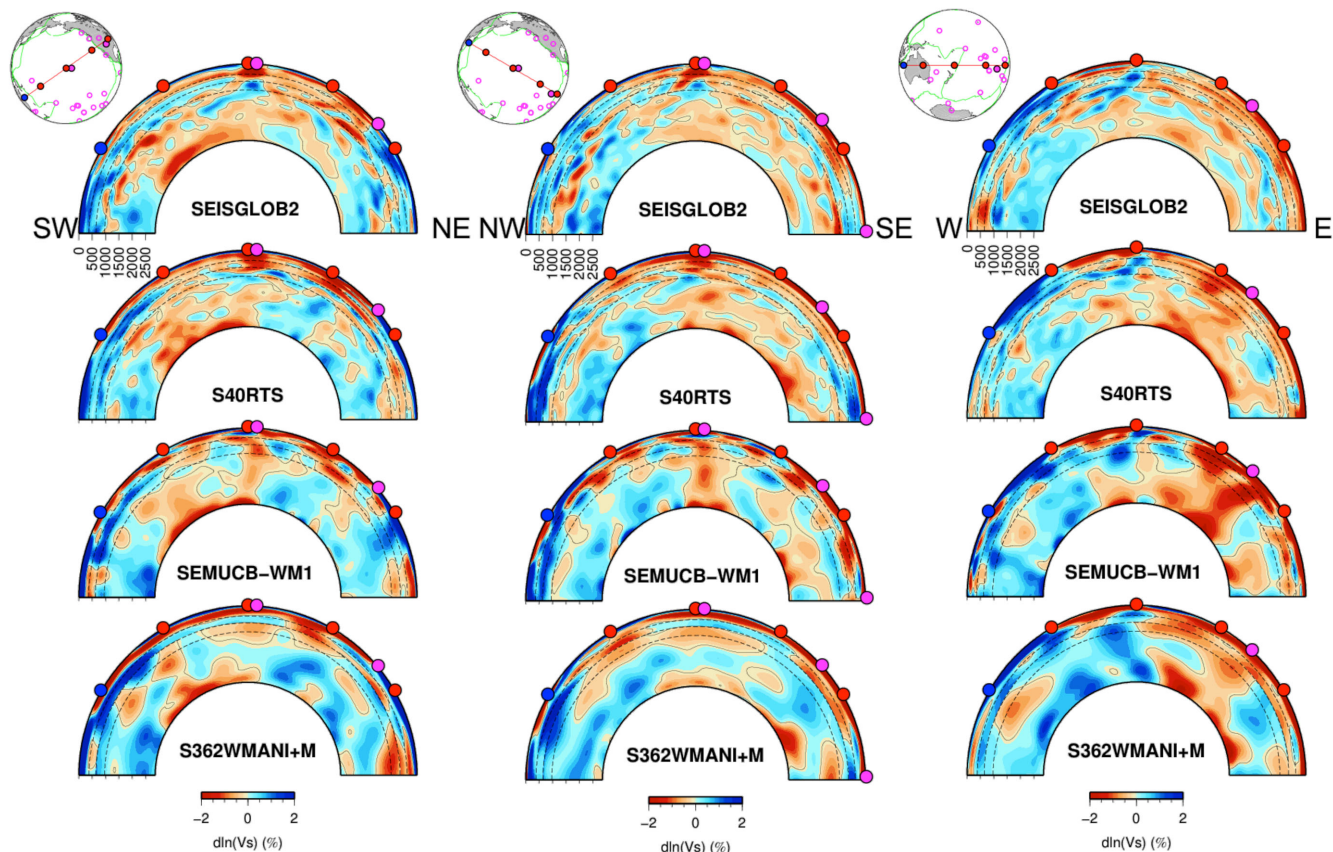 SEISGLOB2
SEISGLOB2
SEISGLOB2
SW
NE
NW
SE
W
E
0
500
1000
1500
2000
2500
0
500
1000
1500
2000
2500
0
500
1000
1500
2000
2500
S40RTS
S40RTS
S40RTS
SEMUCB−WM1
SEMUCB−WM1
SEMUCB−WM1
S362WMANI+M
S362WMANI+M
S362WMANI+M
−2 0 2
−2 0 2
−2 0 2
dln(Vs) (%)
dln(Vs) (%)
dln(Vs) (%)